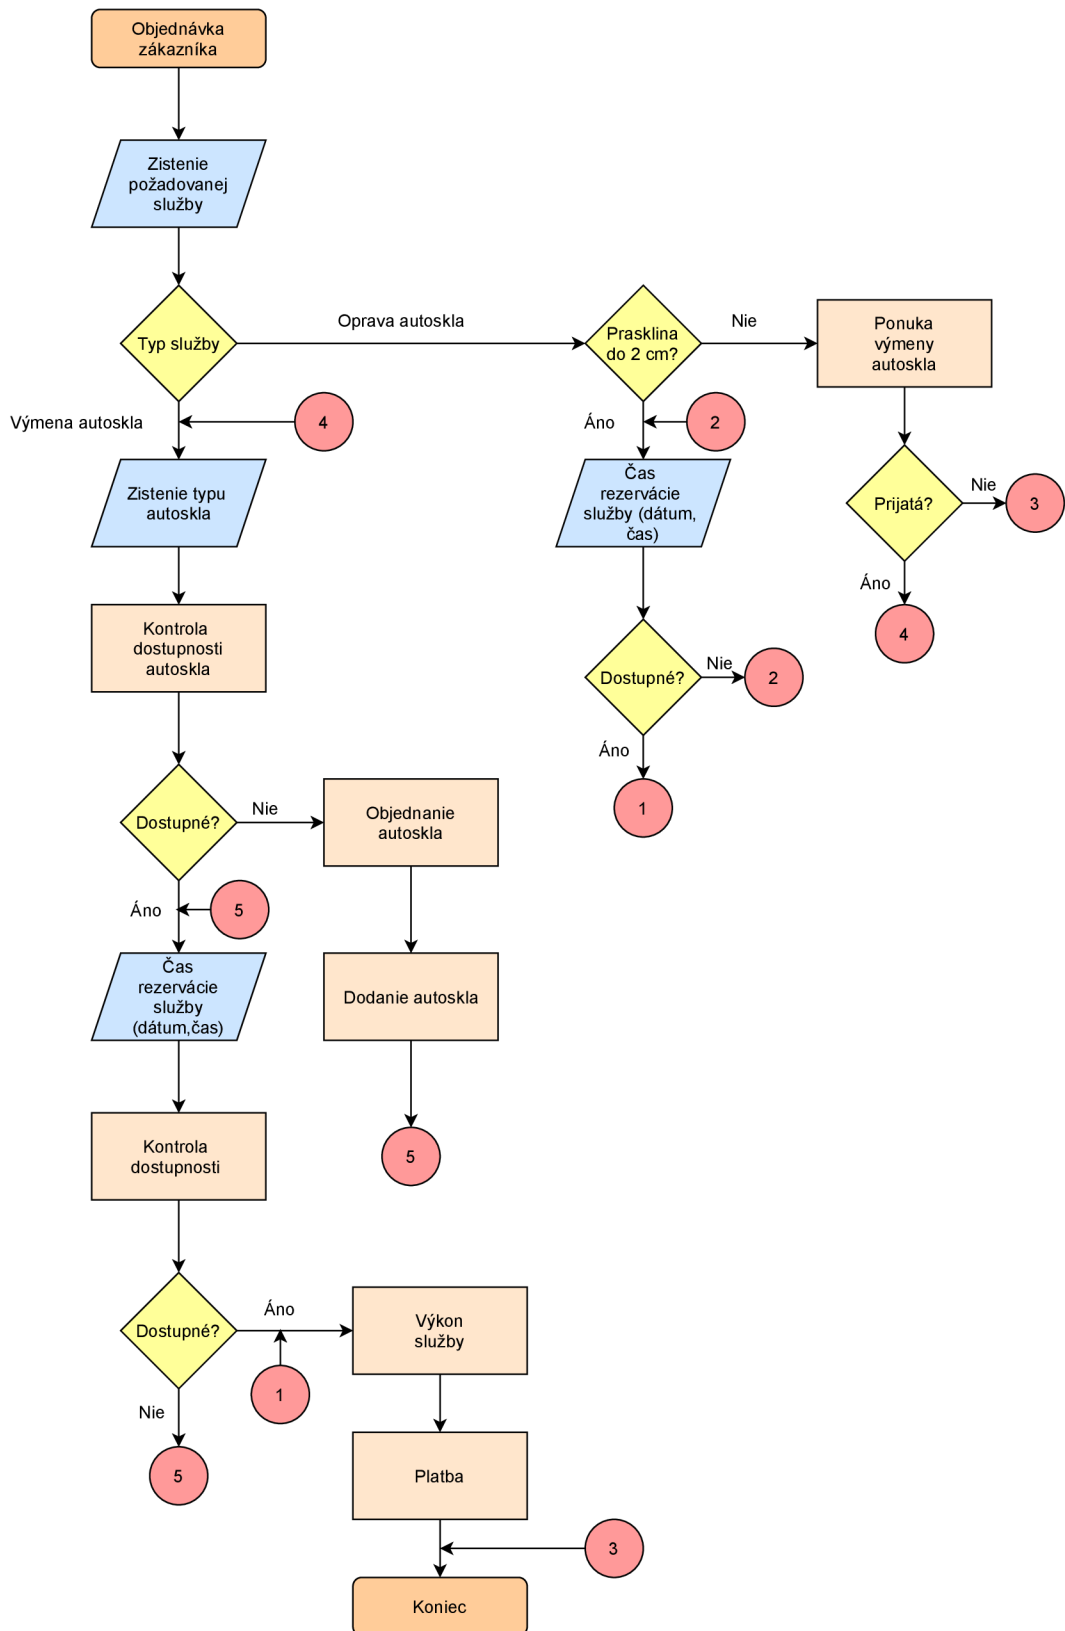 Objednávka
zákazníka
Zistenie
požadovanej
služby
Typ služby
Oprava autoskla
Prasklina
do 2 cm?
Nie
Ponuka
výmeny
autoskla
Výmena autoskla
4
Áno
2
Zistenie typu
autoskla
Čas
rezervácie
služby (dátum,
čas)
Prijatá?
Nie
3
Áno
4
Kontrola
dostupnosti
autoskla
Dostupné?
Nie
2
Áno
1
Dostupné?
Nie
Objednanie
autoskla
Áno
5
Čas
rezervácie
služby
(dátum,čas)
Dodanie autoskla
5
Kontrola
dostupnosti
Dostupné?
Áno
1
Výkon
služby
Nie
5
Platba
3
Koniec